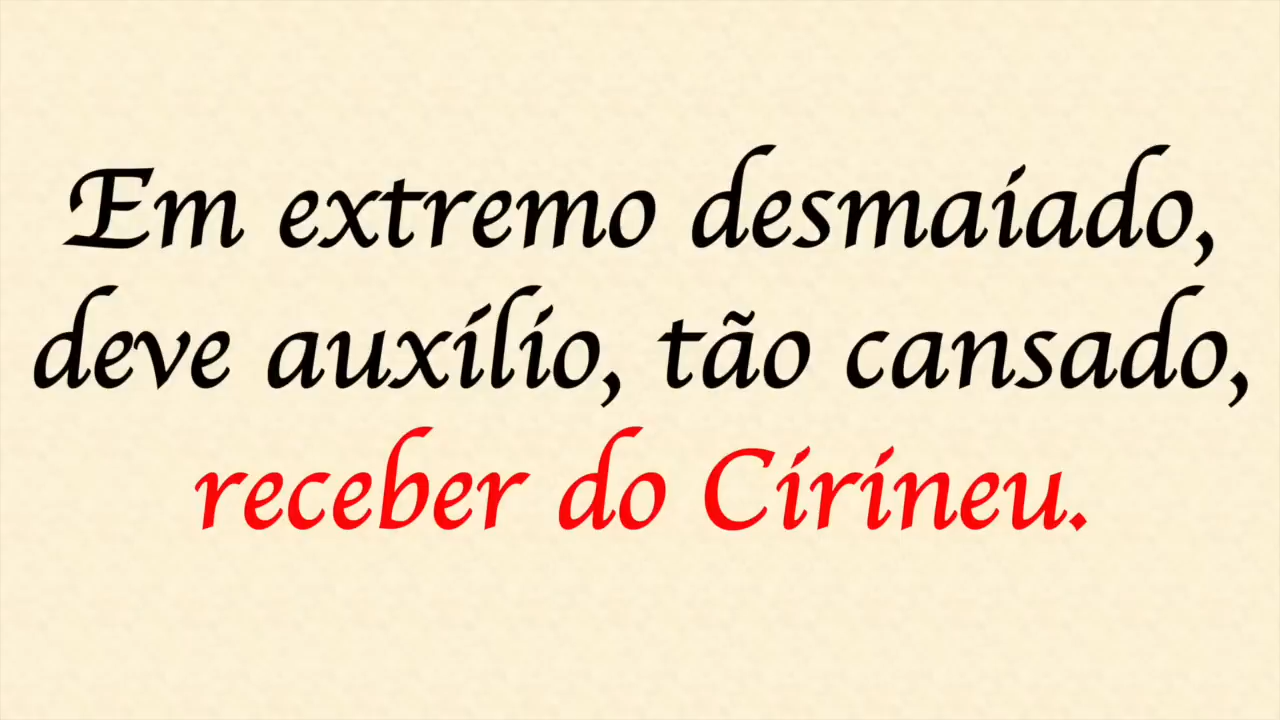 Em extremo desmaiado,
deve auxílio, tão cansado,
receber do Cirineu.